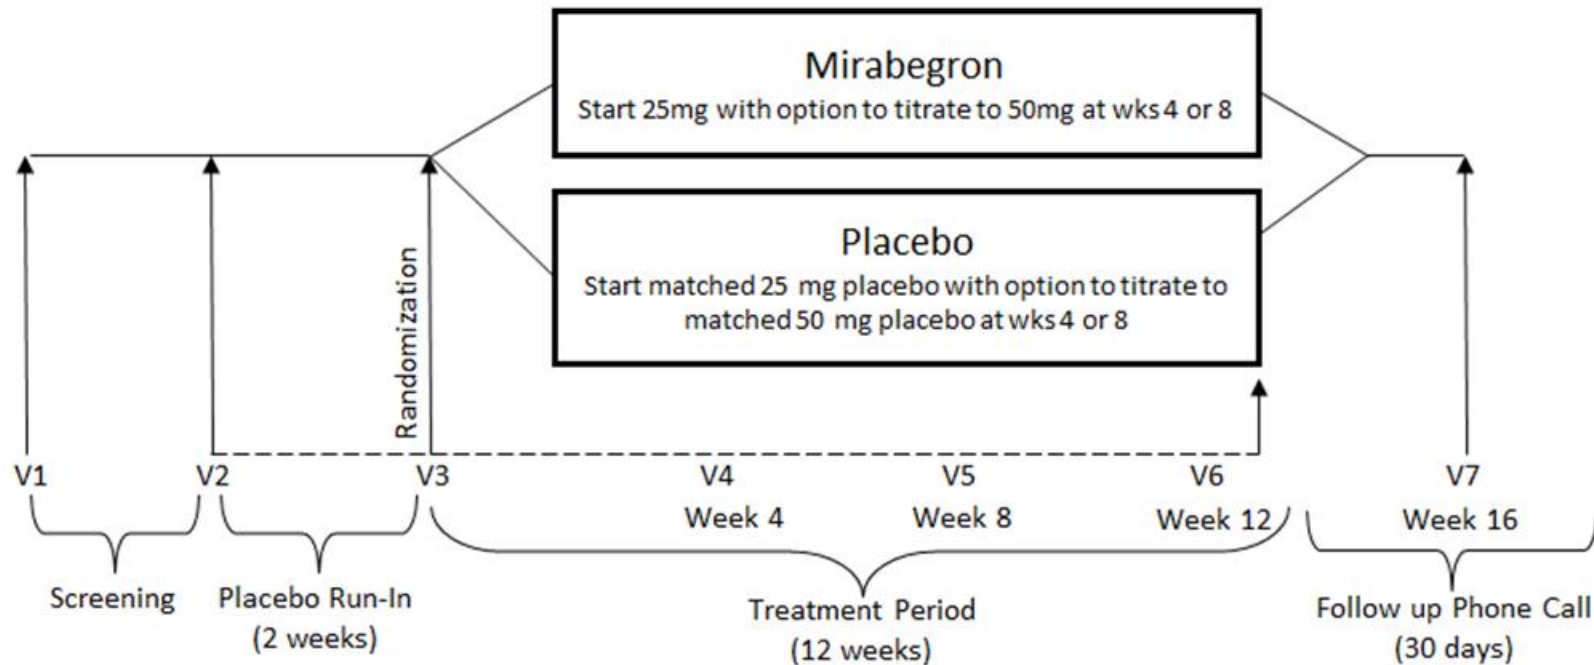 Mirabegron
Start 25mg with option to titrate to 50mg at wks 4 or 8
Placebo
Start matched 25 mg placebo with option to titrate to
matched 50 mg placebo at wks 4 or 8
Randomization
V1
V2
V3
V4
V5
V6
V7
Week 4
Week 8
Week 12
Week 16
Screening
Placebo Run-In
(2 weeks)
Treatment Period
(12 weeks)
Follow up Phone Call
(30 days)